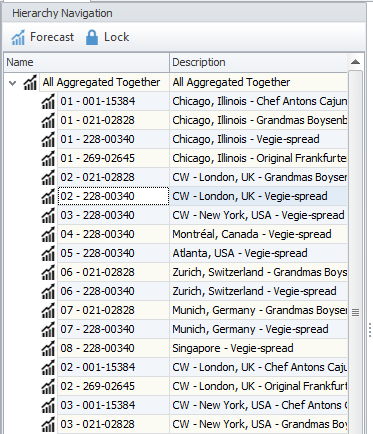 Hierarchy Navigation
Forecast Lock
Name Description
All Aggregated Together All Aggregated Together
01 - 001-15384 Chicago, Illinois - Chef Antons Cajun
01 - 021-02828 Chicago, Illinois - Grandmas Boysenb
01 - 228-00340 Chicago, Illinois - Vegie-spread
01 - 269-02645 Chicago, Illinois - Original Frankfurter
02 - 021-02828 CW - London, UK - Grandmas Boysen
02 - 228-00340 CW - London, UK - Vegie-spread
03 - 228-00340 CW - New York, USA - Vegie-spread
04 - 228-00340 Montréal, Canada - Vegie-spread
05 - 228-00340 Atlanta, USA - Vegie-spread
06 - 021-02828 Zurich, Switzerland - Grandmas Boys
06 - 228-00340 Zurich, Switzerland - Vegie-spread
07 - 021-02828 Munich, Germany - Grandmas Boyse
07 - 228-00340 Munich, Germany - Vegie-spread
08 - 228-00340 Singapore - Vegie-spread
02 - 001-15384 CW - London, UK - Chef Antons Caju
02 - 269-02645 CW - London, UK - Original Frankfurt
03 - 001-15384 CW - New York, USA - Chef Antons C
03 - 021-02828 CW - New York, USA - Grandmas Boy